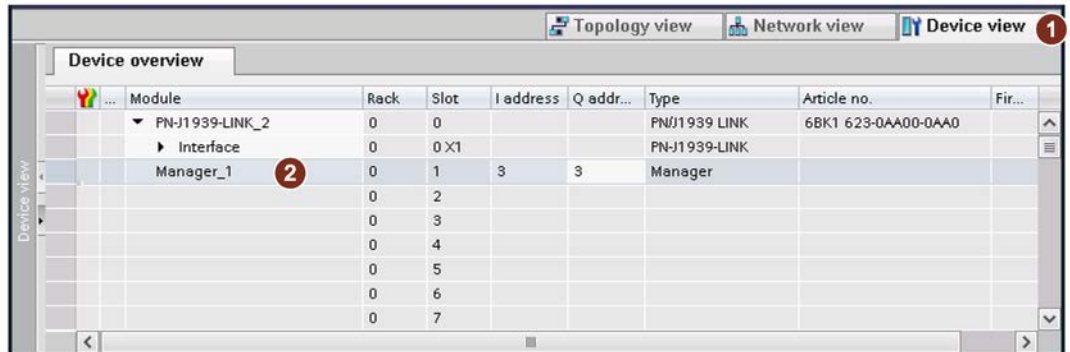 Topology view Network view Device view 1
Device overview
... Module Rack Slot I address Q addr... Type Article no. Fir...
PN-J1939-LINK_2 0 0 PN/J1939 LINK 6BK1 623-0AA00-0AA0
Interface 0 0 X1 PN-J1939-LINK
Manager_1 2 0 1 3 3 Manager
0 2
0 3
0 4
0 5
0 6
0 7
Device view